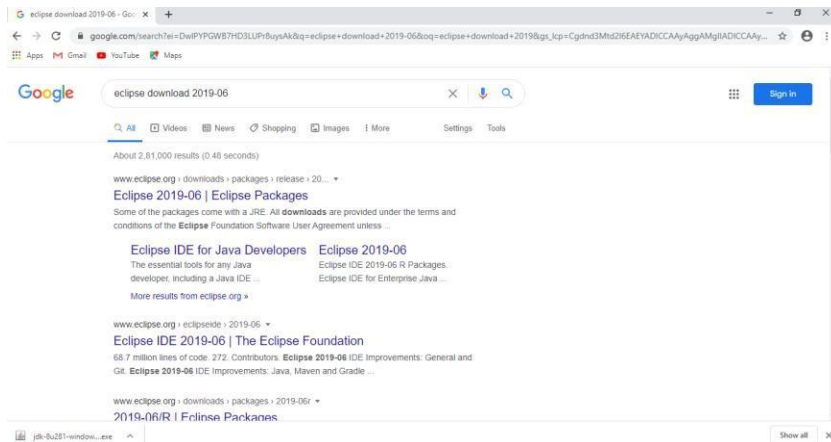 eclipse download 2019-06 - Goo
google.com/search?ei=DwIPYPGWB7HD3LUPr8uysAk&q=eclipse+download+2019-06&oq=eclipse+download+2019&gs_lcp=Cgdnd3Mtd2l6EAEYADICCAAyAggAMgIIADICCAAy...
Apps Gmail YouTube Maps
Google
eclipse download 2019-06
Sign in
All Videos News Shopping Images More Settings Tools
About 2,81,000 results (0.48 seconds)
www.eclipse.org › downloads › packages › release › 20...
Eclipse 2019-06 | Eclipse Packages
Some of the packages come with a JRE. All downloads are provided under the terms and
conditions of the Eclipse Foundation Software User Agreement unless ...
Eclipse IDE for Java Developers
The essential tools for any Java
developer, including a Java IDE ...
Eclipse 2019-06
Eclipse IDE 2019-06 R Packages.
Eclipse IDE for Enterprise Java ...
More results from eclipse.org »
www.eclipse.org › eclipseide › 2019-06
Eclipse IDE 2019-06 | The Eclipse Foundation
68.7 million lines of code. 272. Contributors. Eclipse 2019-06 IDE Improvements: General and
Git. Eclipse 2019-06 IDE Improvements: Java, Maven and Gradle ...
www.eclipse.org › downloads › packages › 2019-06r
2019-06/R | Eclipse Packages
jdk-8u281-window....exe
Show all